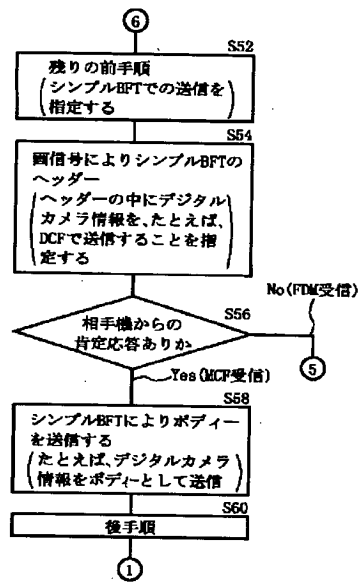 ⑥
S52
残りの前手順
(シンプルBFTでの送信を
指定する)
S54
画信号によりシンプルBFTの
ヘッダー
(ヘッダーの中にデジタル
カメラ情報を、たとえば、
DCFで送信することを指
定する)
S56
No(FDM受信)
相手機からの
肯定応答ありか
⑤
Yes(MCF受信)
S58
シンプルBFTによりボディー
を送信する
(たとえば、デジタルカメラ
情報をボディーとして送信)
S60
後手順
①